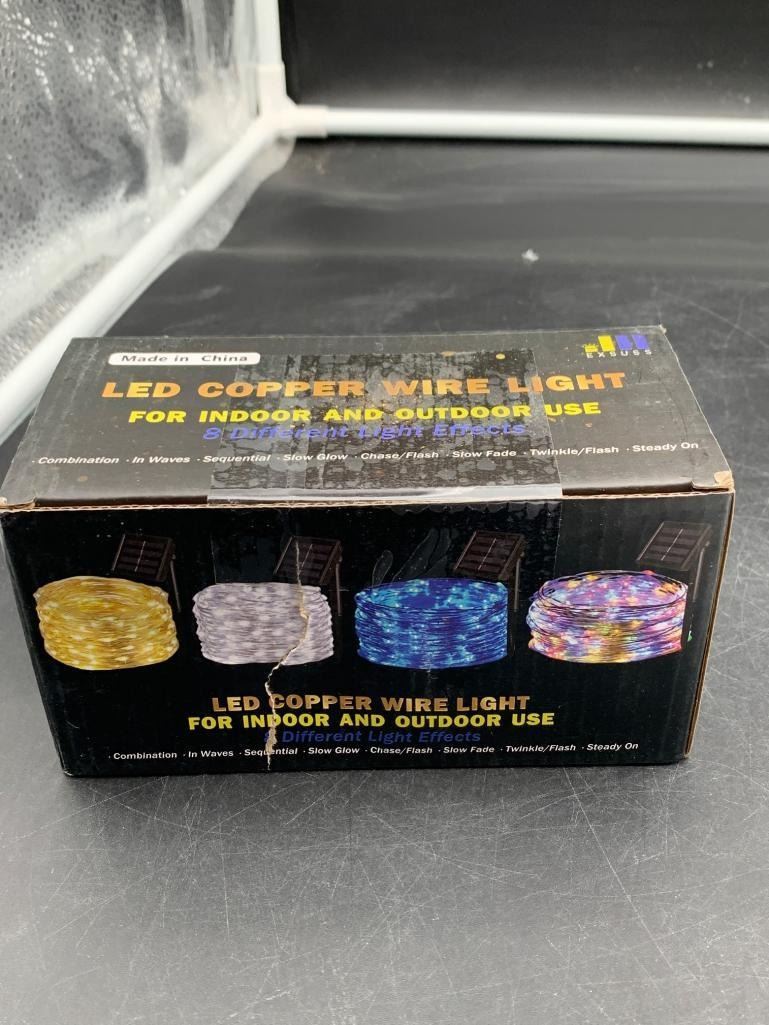 Made in China
EXSUSS
LED COPPER WIRE LIGHT
FOR INDOOR AND OUTDOOR USE
8 Different Light Effects
· Combination · In Waves · Sequential · Slow Glow · Chase/Flash · Slow Fade · Twinkle/Flash · Steady On
LED COPPER WIRE LIGHT
FOR INDOOR AND OUTDOOR USE
8 Different Light Effects
· Combination · In Waves · Sequential · Slow Glow · Chase/Flash · Slow Fade · Twinkle/Flash · Steady On